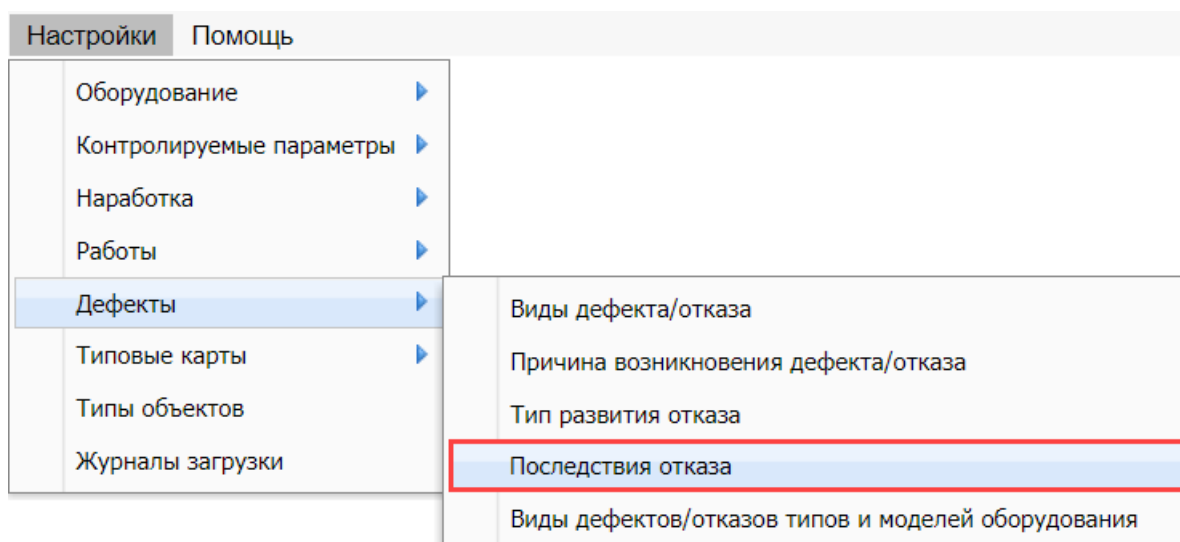 Настройки Помощь
Оборудование
Контролируемые параметры
Наработка
Работы
Дефекты
Типовые карты
Типы объектов
Журналы загрузки
Виды дефекта/отказа
Причина возникновения дефекта/отказа
Тип развития отказа
Последствия отказа
Виды дефектов/отказов типов и моделей оборудования